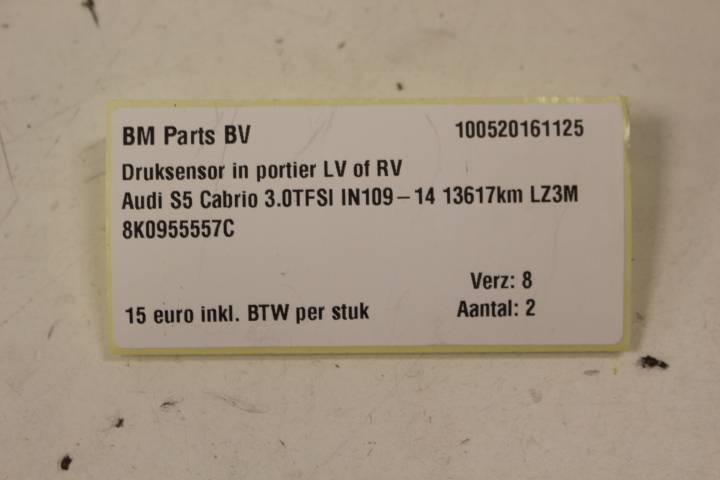 BM Parts BV 100520161125
Druksensor in portier LV of RV
Audi S5 Cabrio 3.0TFSI IN109-14 13617km LZ3M
8K0955557C
Verz: 8
15 euro inkl. BTW per stuk Aantal: 2